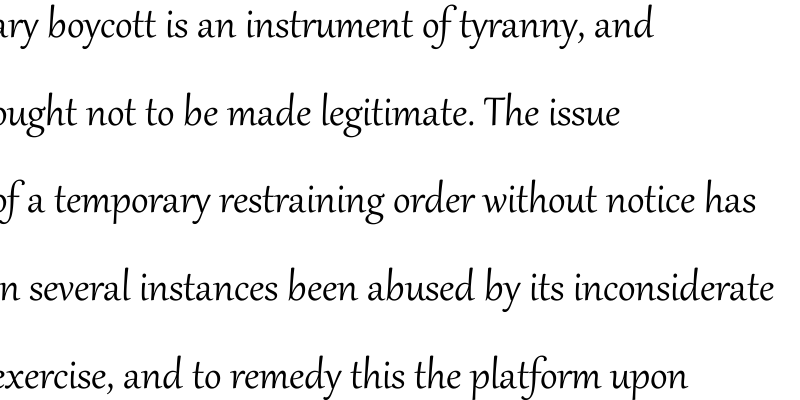 ary boycott is an instrument of tyranny, and
ought not to be made legitimate. The issue
of a temporary restraining order without notice has
n several instances been abused by its inconsiderate
exercise, and to remedy this the platform upon